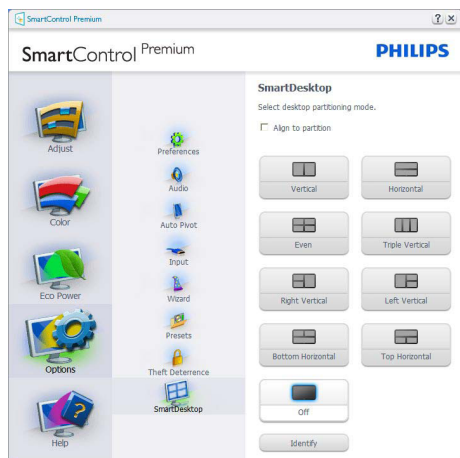 SmartControl Premium
SmartControl Premium
PHILIPS
Adjust
Color
Eco Power
Options
Help
Preferences
Audio
Auto Pivot
Input
Wizard
Presets
Theft Deterrence
SmartDesktop
SmartDesktop
Select desktop partitioning mode.
Align to partition
Vertical
Horizontal
Even
Triple Vertical
Right Vertical
Left Vertical
Bottom Horizontal
Top Horizontal
Off
Identify